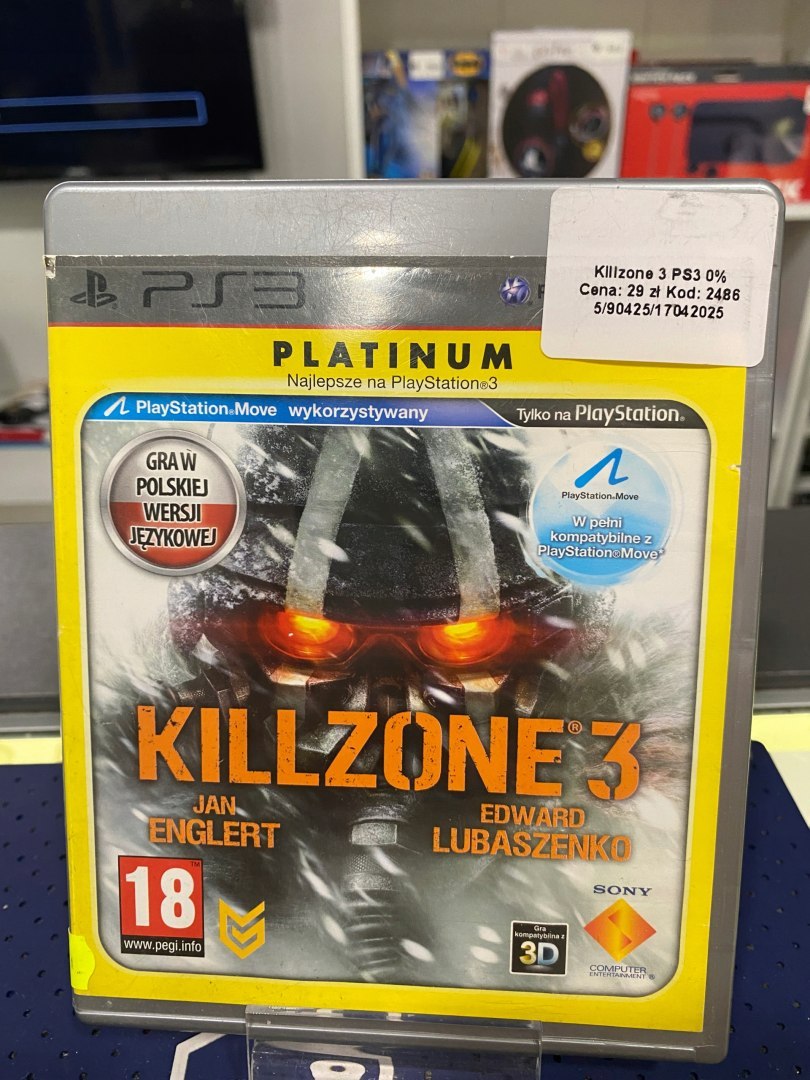 PS3
Killzone 3 PS3 0%
Cena: 29 zł Kod: 2486
5/90425/17042025
PLATINUM
Najlepsze na PlayStation®3
PlayStation®Move wykorzystywany
Tylko na PlayStation®
GRA W
POLSKIEJ
WERSJI
JĘZYKOWEJ
PlayStation®Move
W pełni
kompatybilne z
PlayStation®Move*
KILLZONE® 3
JAN
ENGLERT
EDWARD
LUBASZENKO
18™
www.pegi.info
Gra
kompatybilna z
3D
SONY
COMPUTER
ENTERTAINMENT®